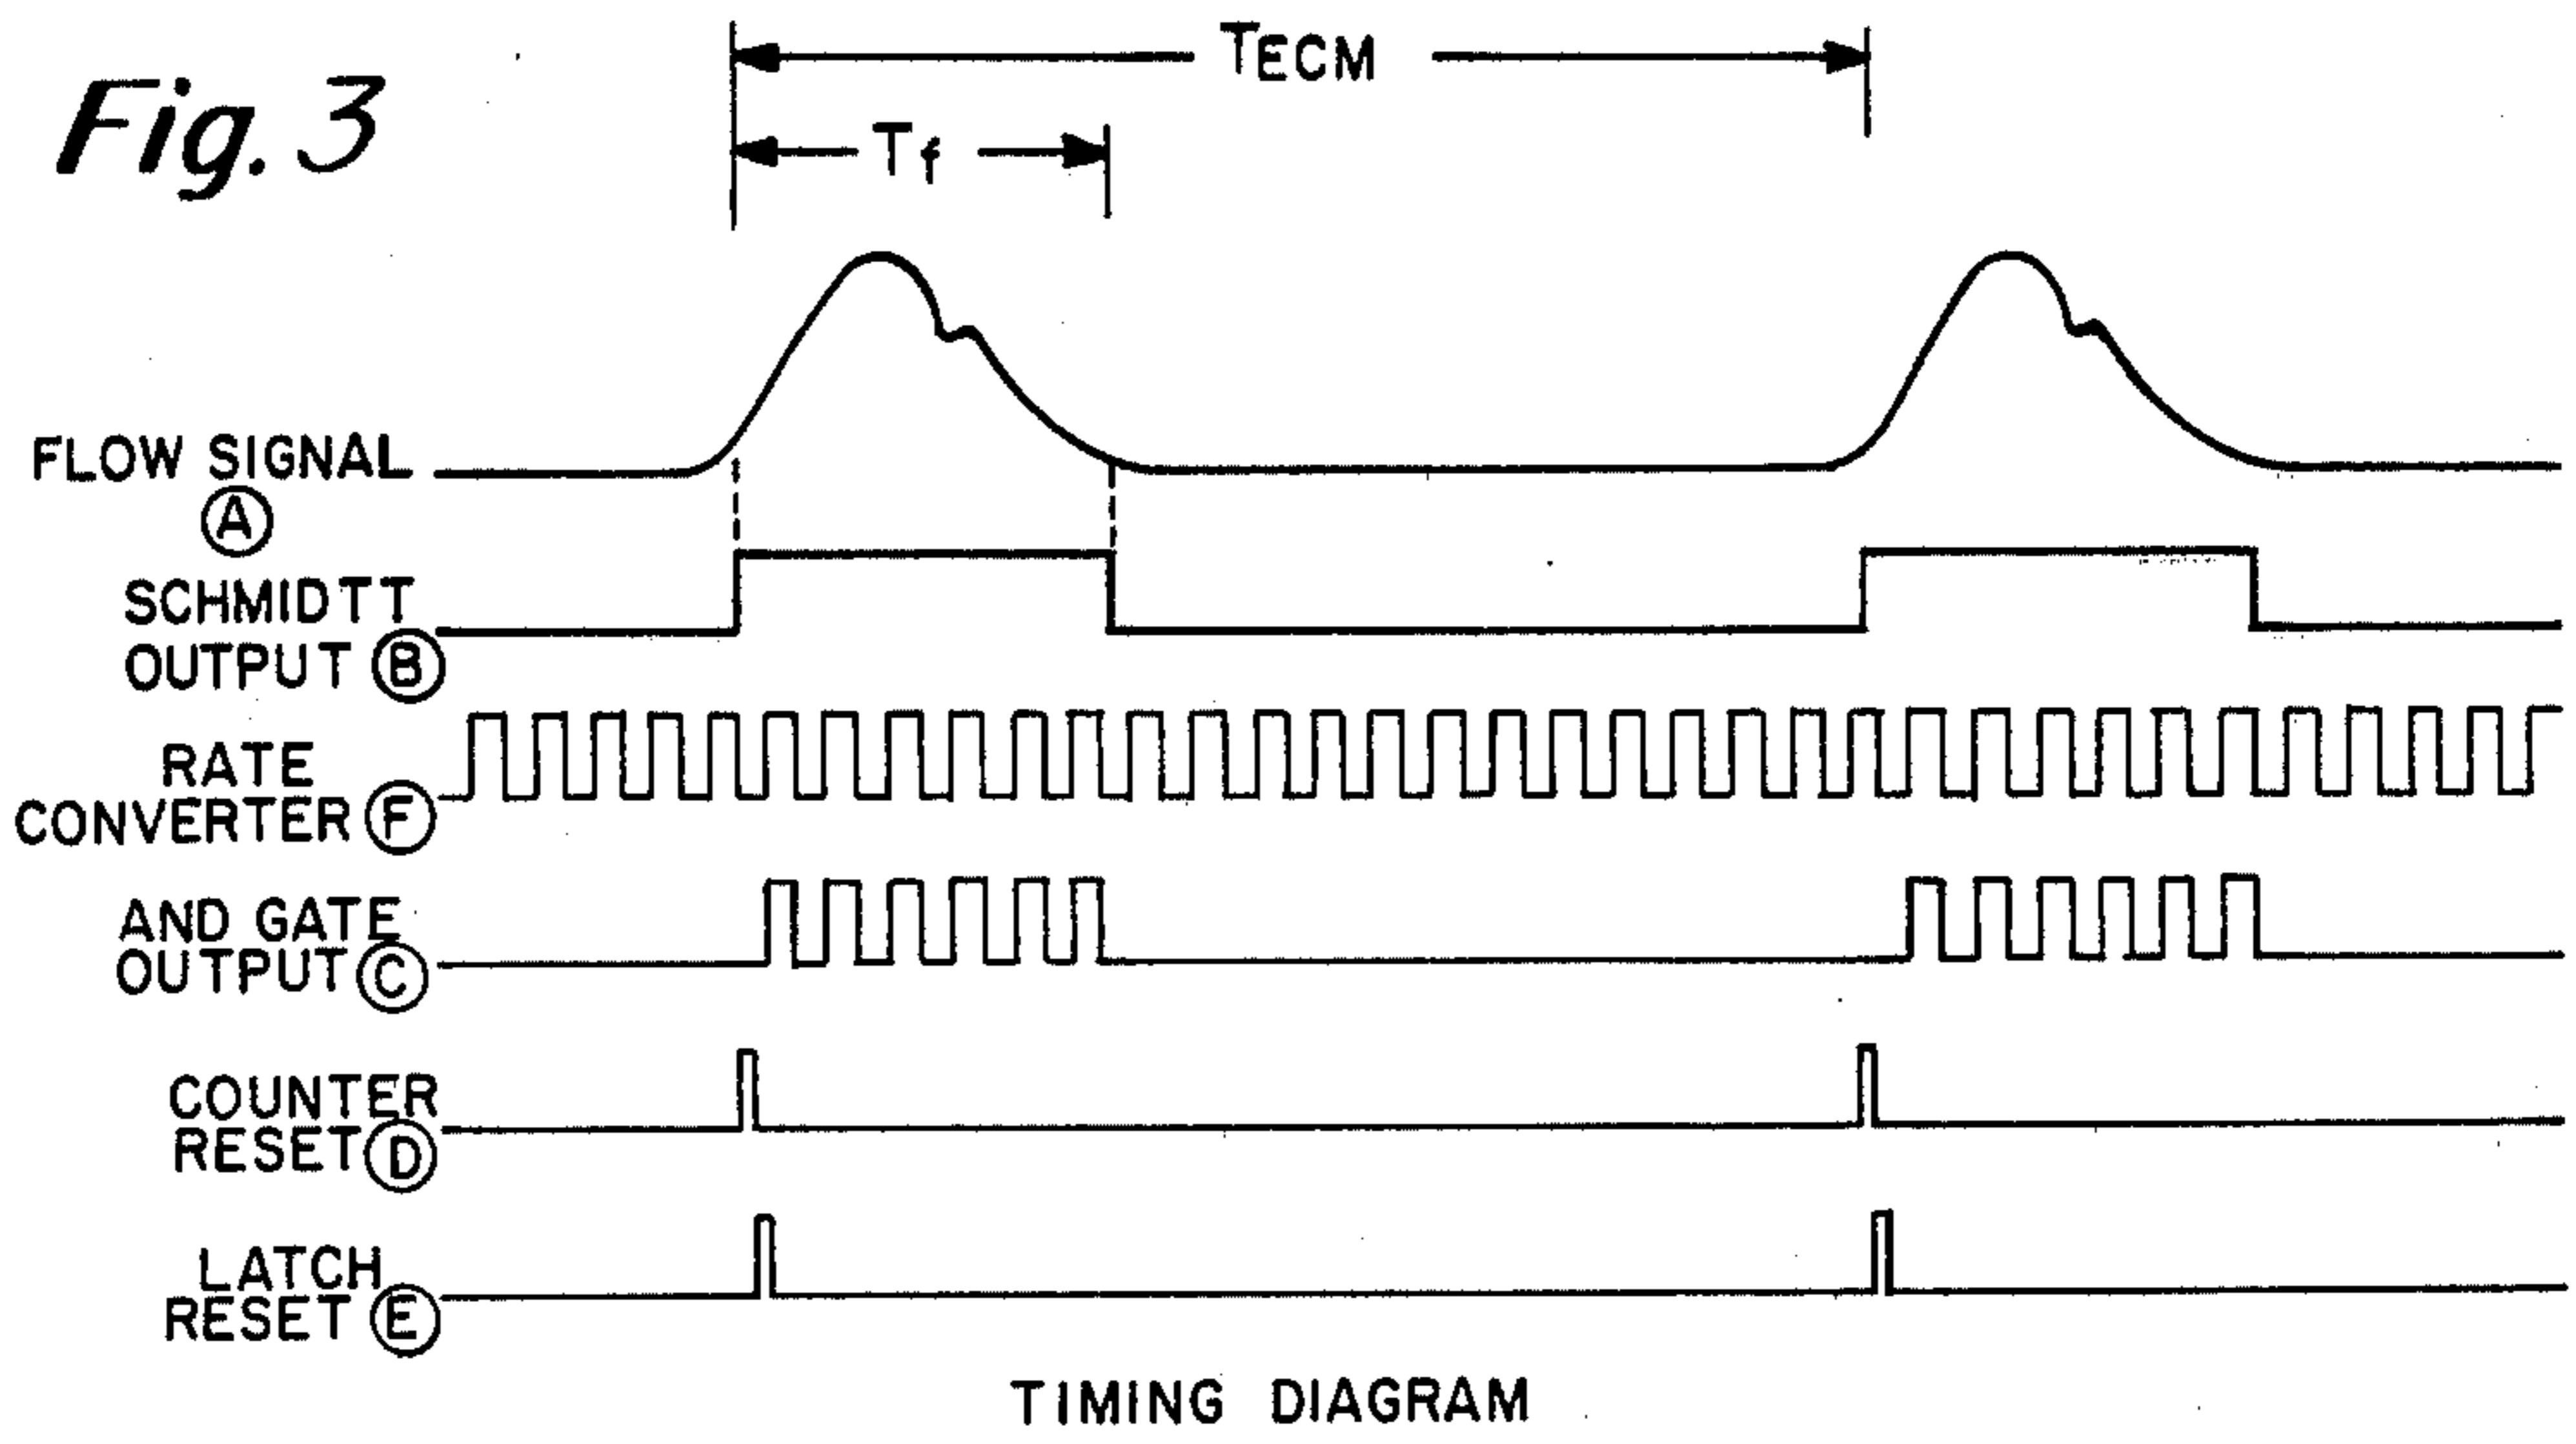 Fig. 3
TECM
Tf
FLOW SIGNAL
A
SCHMIDTT
OUTPUT B
RATE
CONVERTER F
AND GATE
OUTPUT C
COUNTER
RESET D
LATCH
RESET E
TIMING DIAGRAM